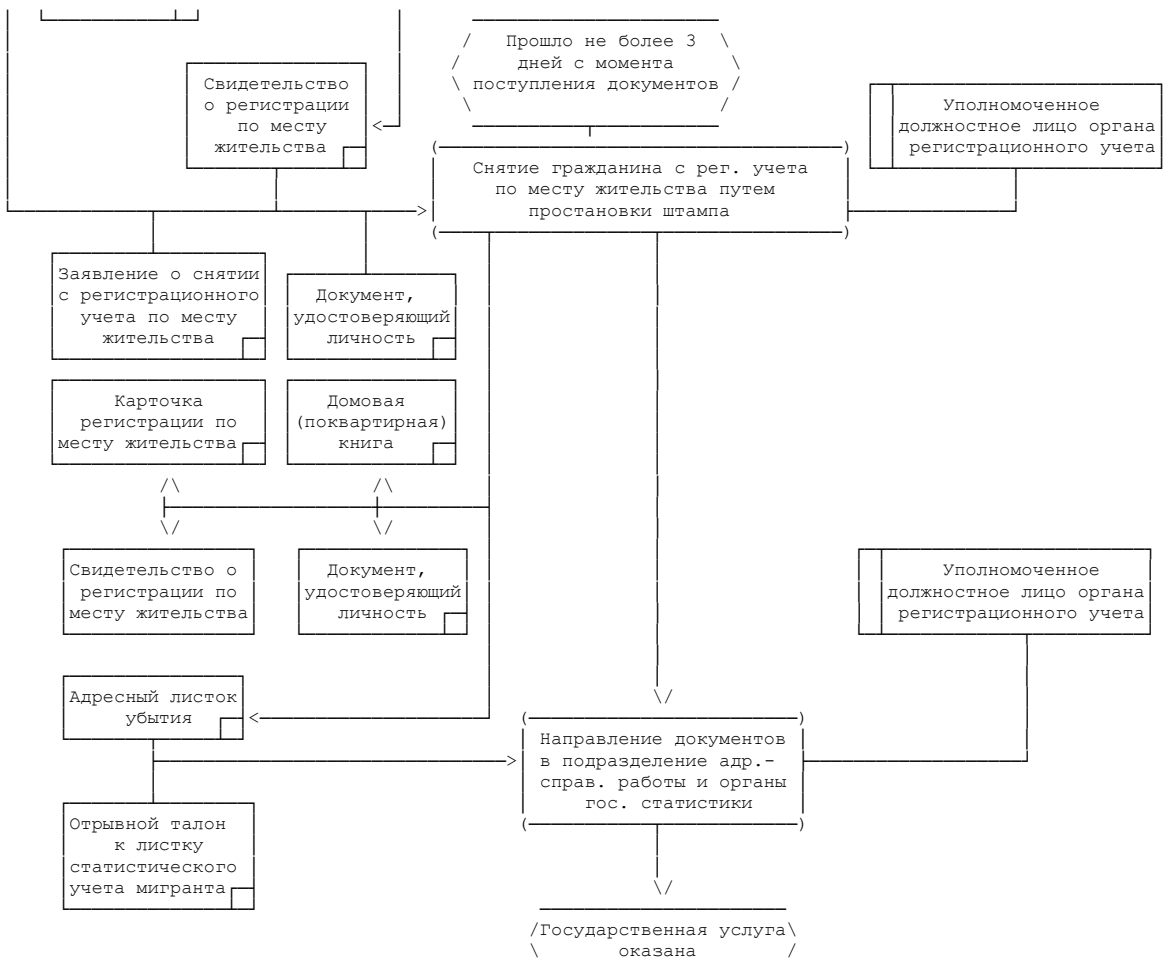 Прошло не более 3
дней с момента
поступления документов
Свидетельство
о регистрации
по месту
жительства
Уполномоченное
должностное лицо органа
регистрационного учета
Снятие гражданина с рег. учета
по месту жительства путем
простановки штампа
Заявление о снятии
с регистрационного
учета по месту
жительства
Документ,
удостоверяющий
личность
Карточка
регистрации по
месту жительства
Домовая
(поквартирная)
книга
Свидетельство о
регистрации по
месту жительства
Документ,
удостоверяющий
личность
Уполномоченное
должностное лицо органа
регистрационного учета
Адресный листок
убытия
Направление документов
в подразделение адр.-
справ. работы и органы
гос. статистики
Отрывной талон
к листку
статистического
учета мигранта
Государственная услуга
оказана